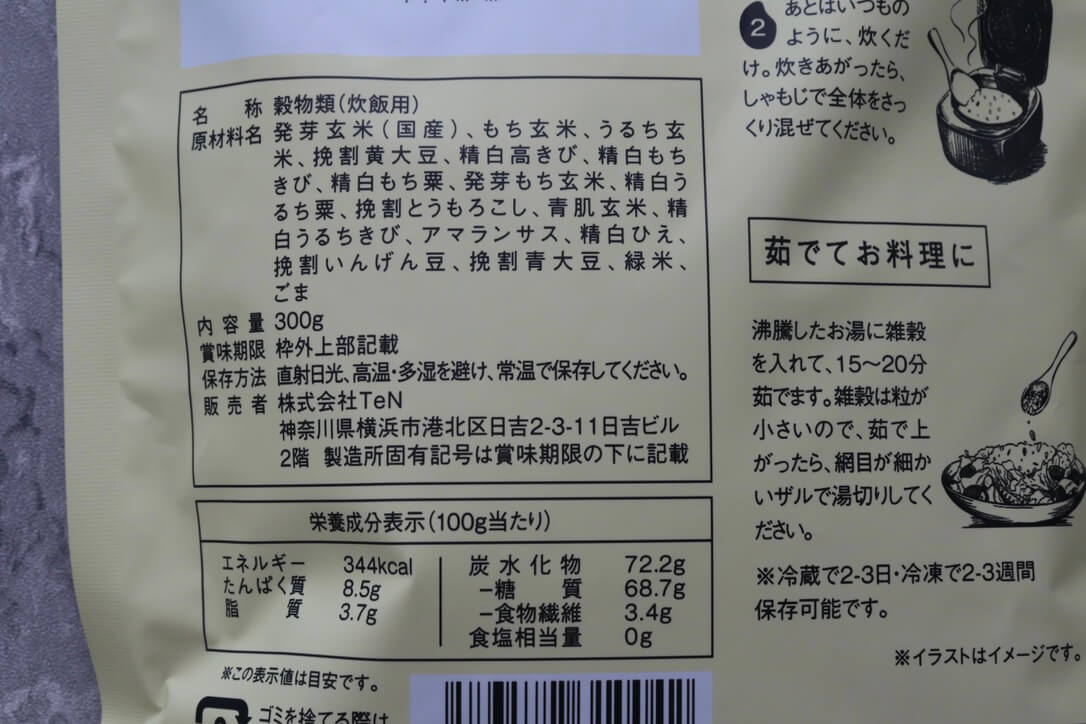 名称 穀物類(炊飯用)
原材料名 発芽玄米(国産)、もち玄米、うるち玄
米、挽割黄大豆、精白高きび、精白もち
きび、精白もち粟、発芽もち玄米、精白う
るち粟、挽割とうもろこし、青肌玄米、精
白うるちきび、アマランサス、精白ひえ、
挽割いんげん豆、挽割青大豆、緑米、
ごま
内容量 300g
賞味期限 枠外上部記載
保存方法 直射日光、高温・多湿を避け、常温で保存してください。
販売者 株式会社TeN
神奈川県横浜市港北区日吉2-3-11日吉ビル
2階 製造所固有記号は賞味期限の下に記載
栄養成分表示(100g当たり)
エネルギー 344kcal
たんぱく質 8.5g
脂質 3.7g
炭水化物 72.2g
−糖質 68.7g
−食物繊維 3.4g
食塩相当量 0g
※この表示値は目安です。
ゴミを捨てる際は
2 あとはいつもの
ように、炊くだ
け。炊きあがったら、
しゃもじで全体をさっ
くり混ぜてください。
茹でてお料理に
沸騰したお湯に雑穀
を入れて、15〜20分
茹でます。雑穀は粒が
小さいので、茹で上
がったら、網目が細か
いザルで湯切りしてく
ださい。
※冷蔵で2-3日・冷凍で2-3週間
保存可能です。
※イラストはイメージです。